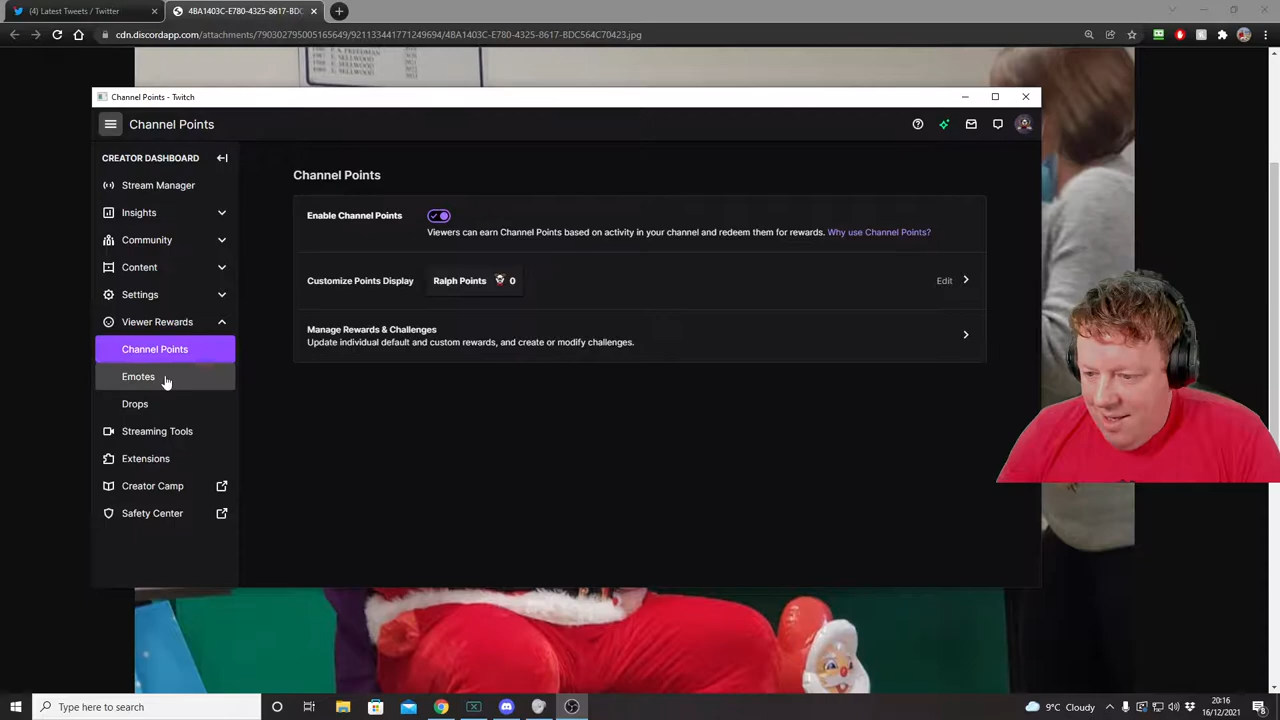 (4) Latest Tweets / Twitter
4BA1403C-E780-4325-8617-BDC
cdn.discordapp.com/attachments/790302795005165649/921133441771249694/4BA1403C-E780-4325-8617-BDC564C70423.jpg
Channel Points - Twitch
Channel Points
CREATOR DASHBOARD
Stream Manager
Insights
Community
Content
Settings
Viewer Rewards
Channel Points
Emotes
Drops
Streaming Tools
Extensions
Creator Camp
Safety Center
Channel Points
Enable Channel Points
Viewers can earn Channel Points based on activity in your channel and redeem them for rewards. Why use Channel Points?
Customize Points Display Ralph Points 0 Edit
Manage Rewards & Challenges
Update individual default and custom rewards, and create or modify challenges.
Type here to search
9°C Cloudy
20:16
16/12/2021